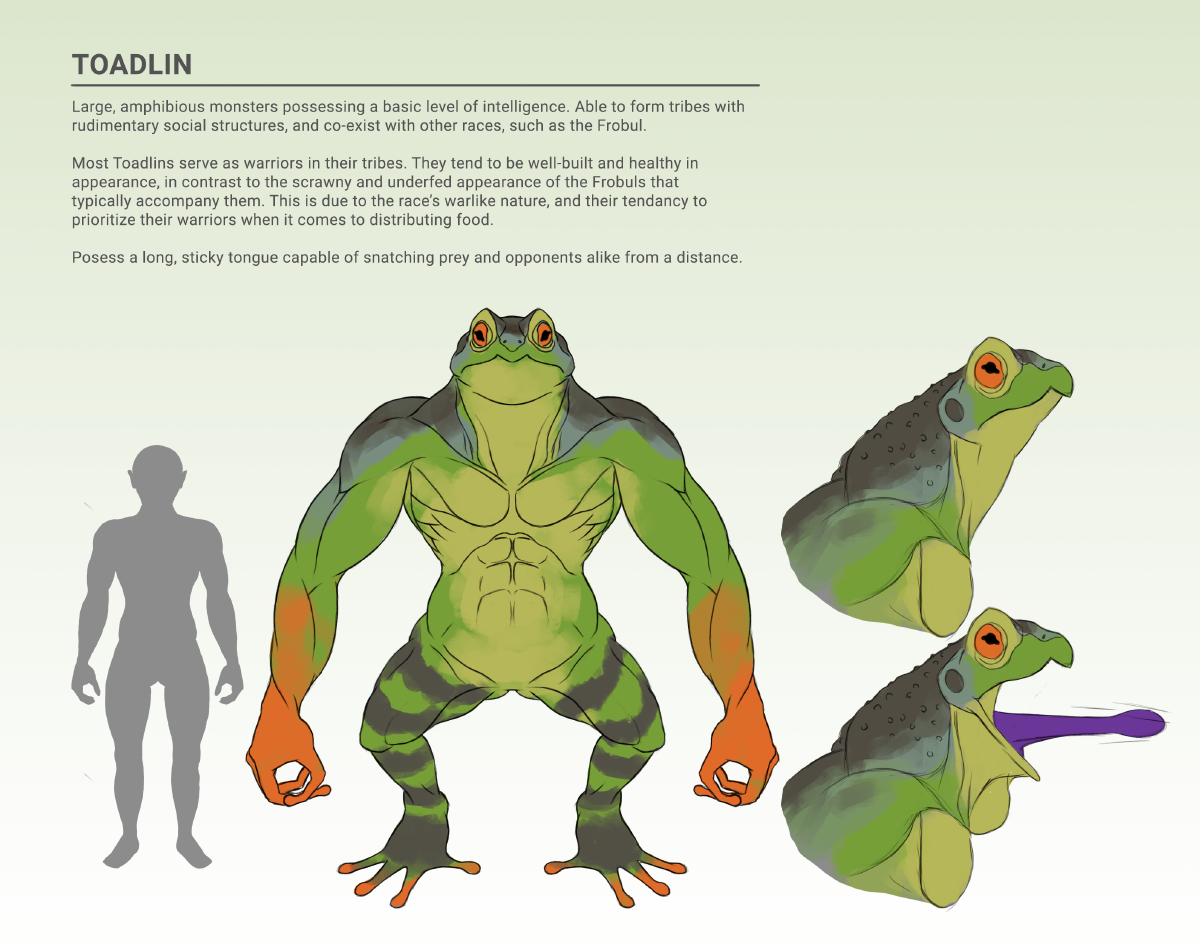 TOADLIN
Large, amphibious monsters possessing a basic level of intelligence. Able to form tribes with
rudimentary social structures, and co-exist with other races, such as the Frobul.
Most Toadlins serve as warriors in their tribes. They tend to be well-built and healthy in
appearance, in contrast to the scrawny and underfed appearance of the Frobuls that
typically accompany them. This is due to the race's warlike nature, and their tendancy to
prioritize their warriors when it comes to distributing food.
Posess a long, sticky tongue capable of snatching prey and opponents alike from a distance.